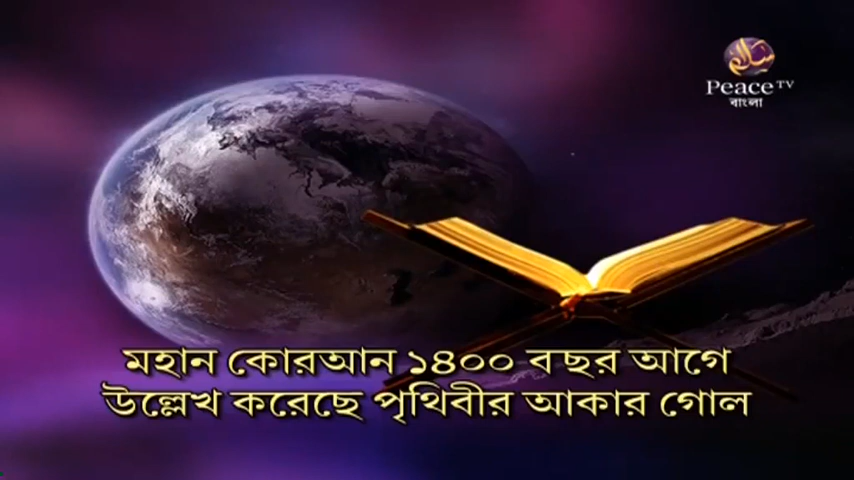 Peace TV
বাংলা
মহান কোরআন ১৪০০ বছর আগে
উল্লেখ করেছে পৃথিবীর আকার গোল